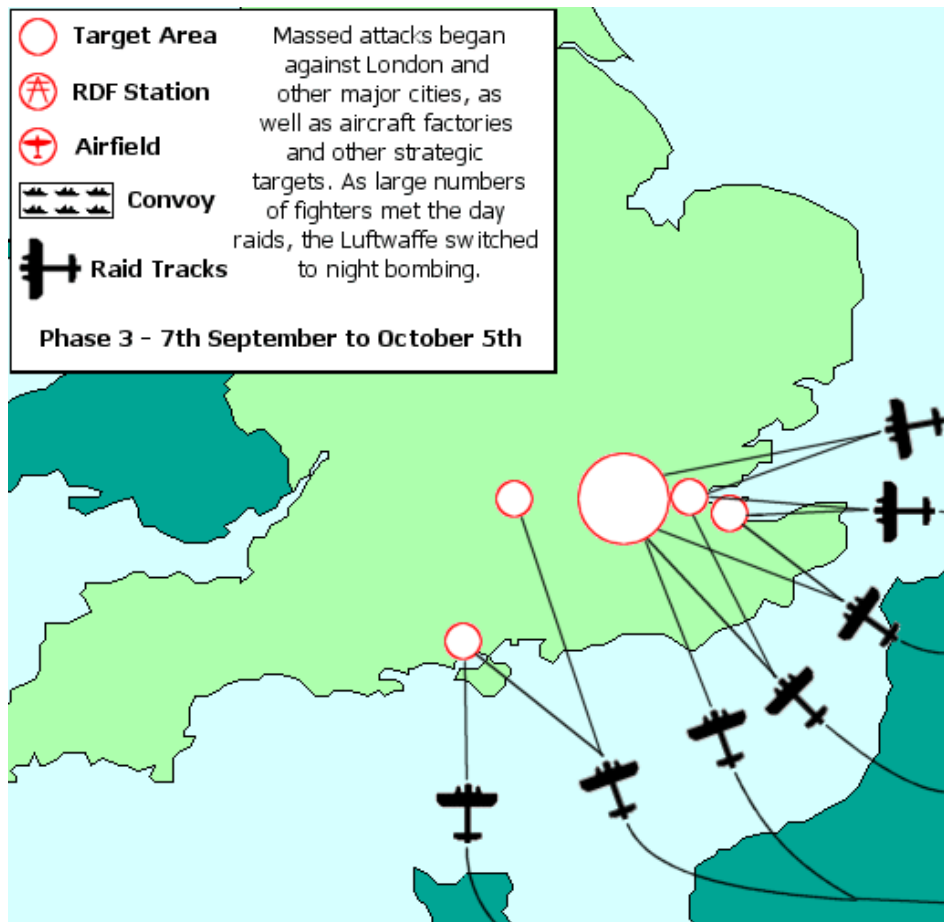 Target Area
RDF Station
Airfield
Convoy
Raid Tracks
Massed attacks began
against London and
other major cities, as
well as aircraft factories
and other strategic
targets. As large numbers
of fighters met the day
raids, the Luftwaffe switched
to night bombing.
Phase 3 - 7th September to October 5th